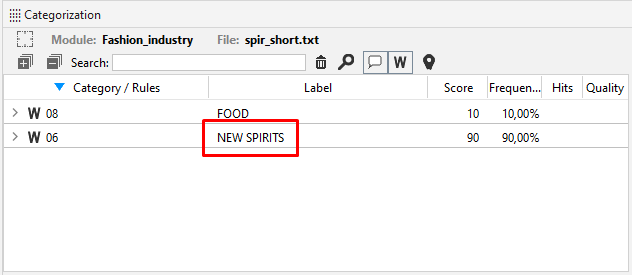 Categorization
Module: Fashion_industry File: spir_short.txt
Search:
W
Category / Rules Label Score Frequen... Hits Quality
W 08 FOOD 10 10,00%
W 06 NEW SPIRITS 90 90,00%